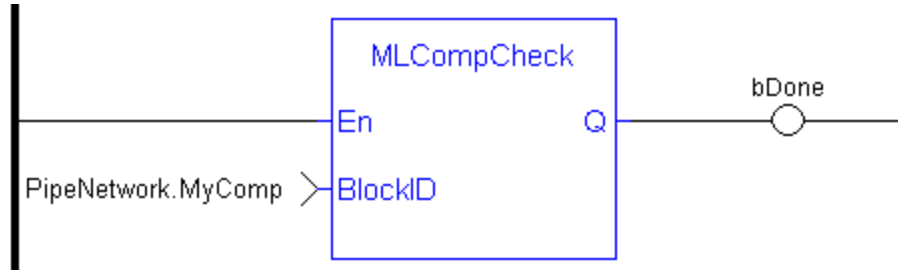 MLCompCheck
bDone
En
Q
PipeNetwork.MyComp
BlockID